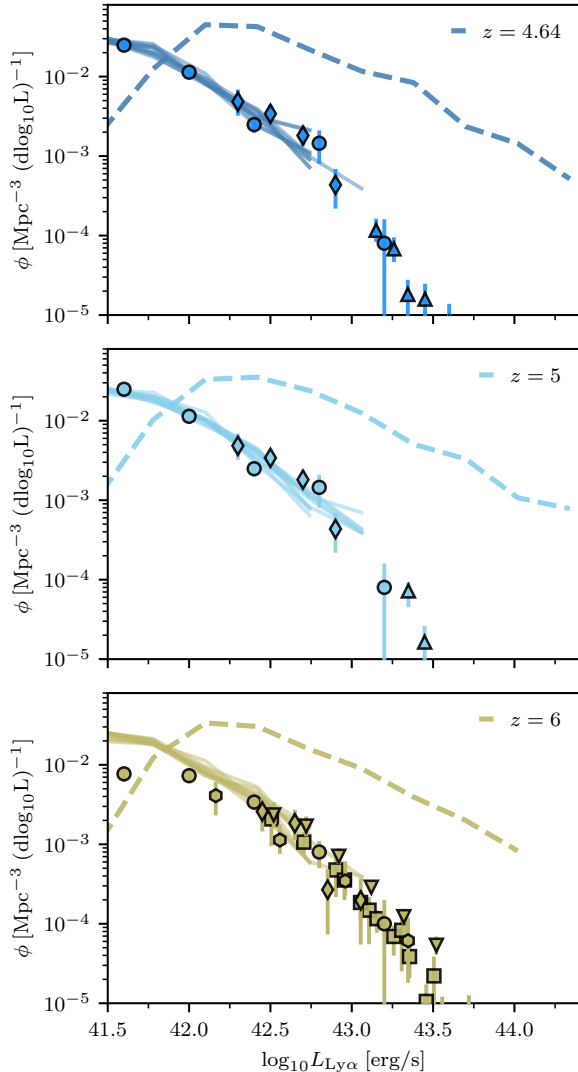 z = 4.64
10⁻²
10⁻³
10⁻⁴
10⁻⁵
ϕ [Mpc⁻³ (dlog₁₀L)⁻¹]
z = 5
10⁻²
10⁻³
10⁻⁴
10⁻⁵
ϕ [Mpc⁻³ (dlog₁₀L)⁻¹]
z = 6
10⁻²
10⁻³
10⁻⁴
10⁻⁵
ϕ [Mpc⁻³ (dlog₁₀L)⁻¹]
41.5 42.0 42.5 43.0 43.5 44.0
log₁₀ L_Lyα [erg/s]